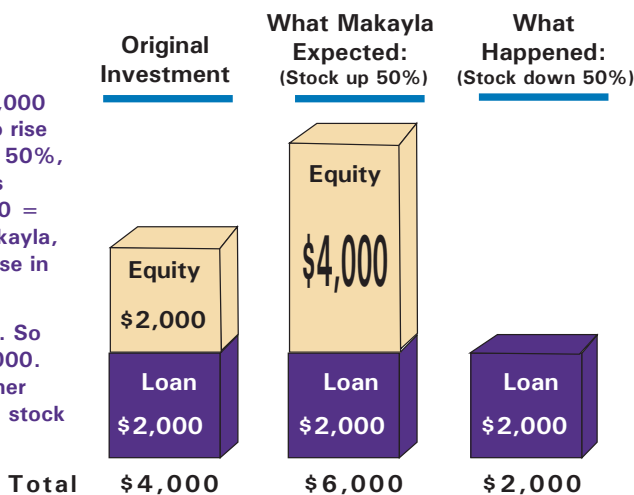 Original
Investment
What Makayla
Expected:
(Stock up 50%)
What
Happened:
(Stock down 50%)
,000
rise
50%,
0 =
kayla,
se in
. So
000.
her
stock
Equity
$2,000
Loan
$2,000
Equity
$4,000
Loan
$2,000
Loan
$2,000
Total $4,000 $6,000 $2,000